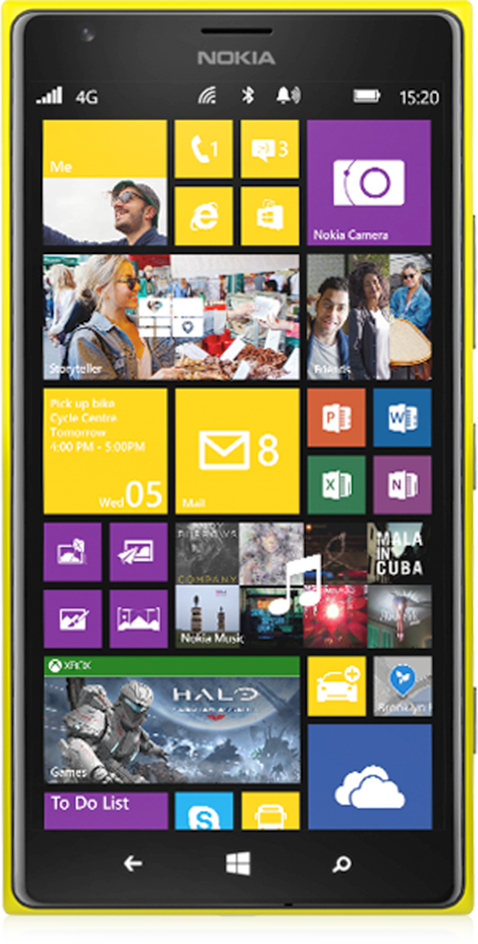 NOKIA
4G
15:20
Me
1
3
Nokia Camera
Storyteller
Friends
Pick up bike
Cycle Centre
Tomorrow
4:00 PM - 5:00PM
Wed 05
8
Mail
P
W
X
N
COMPANY
MALA
IN
CUBA
Nokia Music
XBOX
HALO
Games
Brooklyn
To Do List